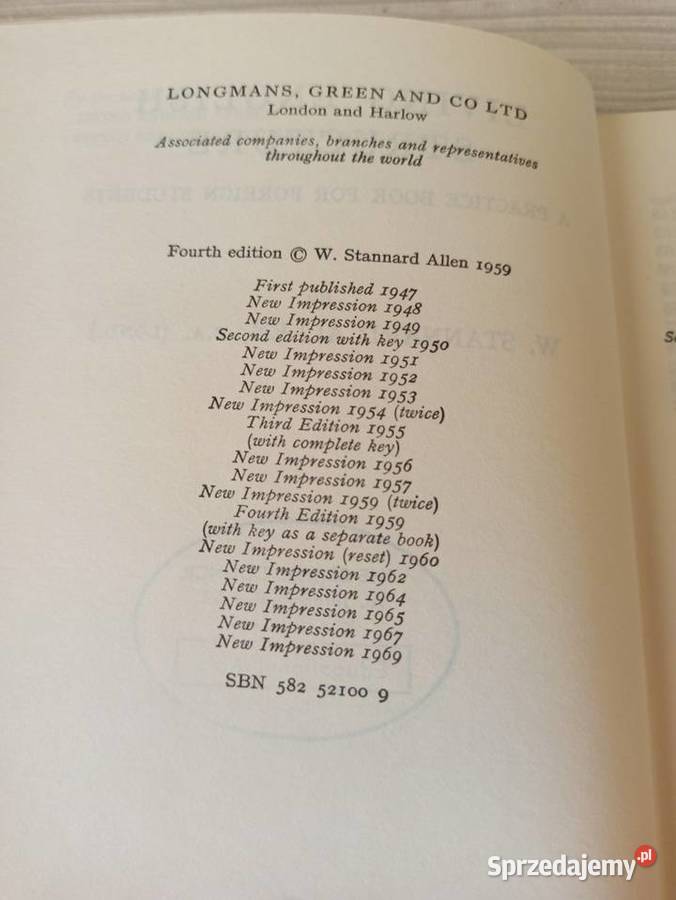 LONGMANS, GREEN AND CO LTD
London and Harlow
Associated companies, branches and representatives
throughout the world
A PRACTICE BOOK FOR FOREIGN STUDENTS
Fourth edition © W. Stannard Allen 1959
First published 1947
New Impression 1948
New Impression 1949
Second edition with key 1950
New Impression 1951
New Impression 1952
New Impression 1953
New Impression 1954 (twice)
Third Edition 1955
(with complete key)
New Impression 1956
New Impression 1957
New Impression 1959 (twice)
Fourth Edition 1959
(with key as a separate book)
New Impression (reset) 1960
New Impression 1962
New Impression 1964
New Impression 1965
New Impression 1967
New Impression 1969
SBN 582 52100 9
Sprzedajemy.pl